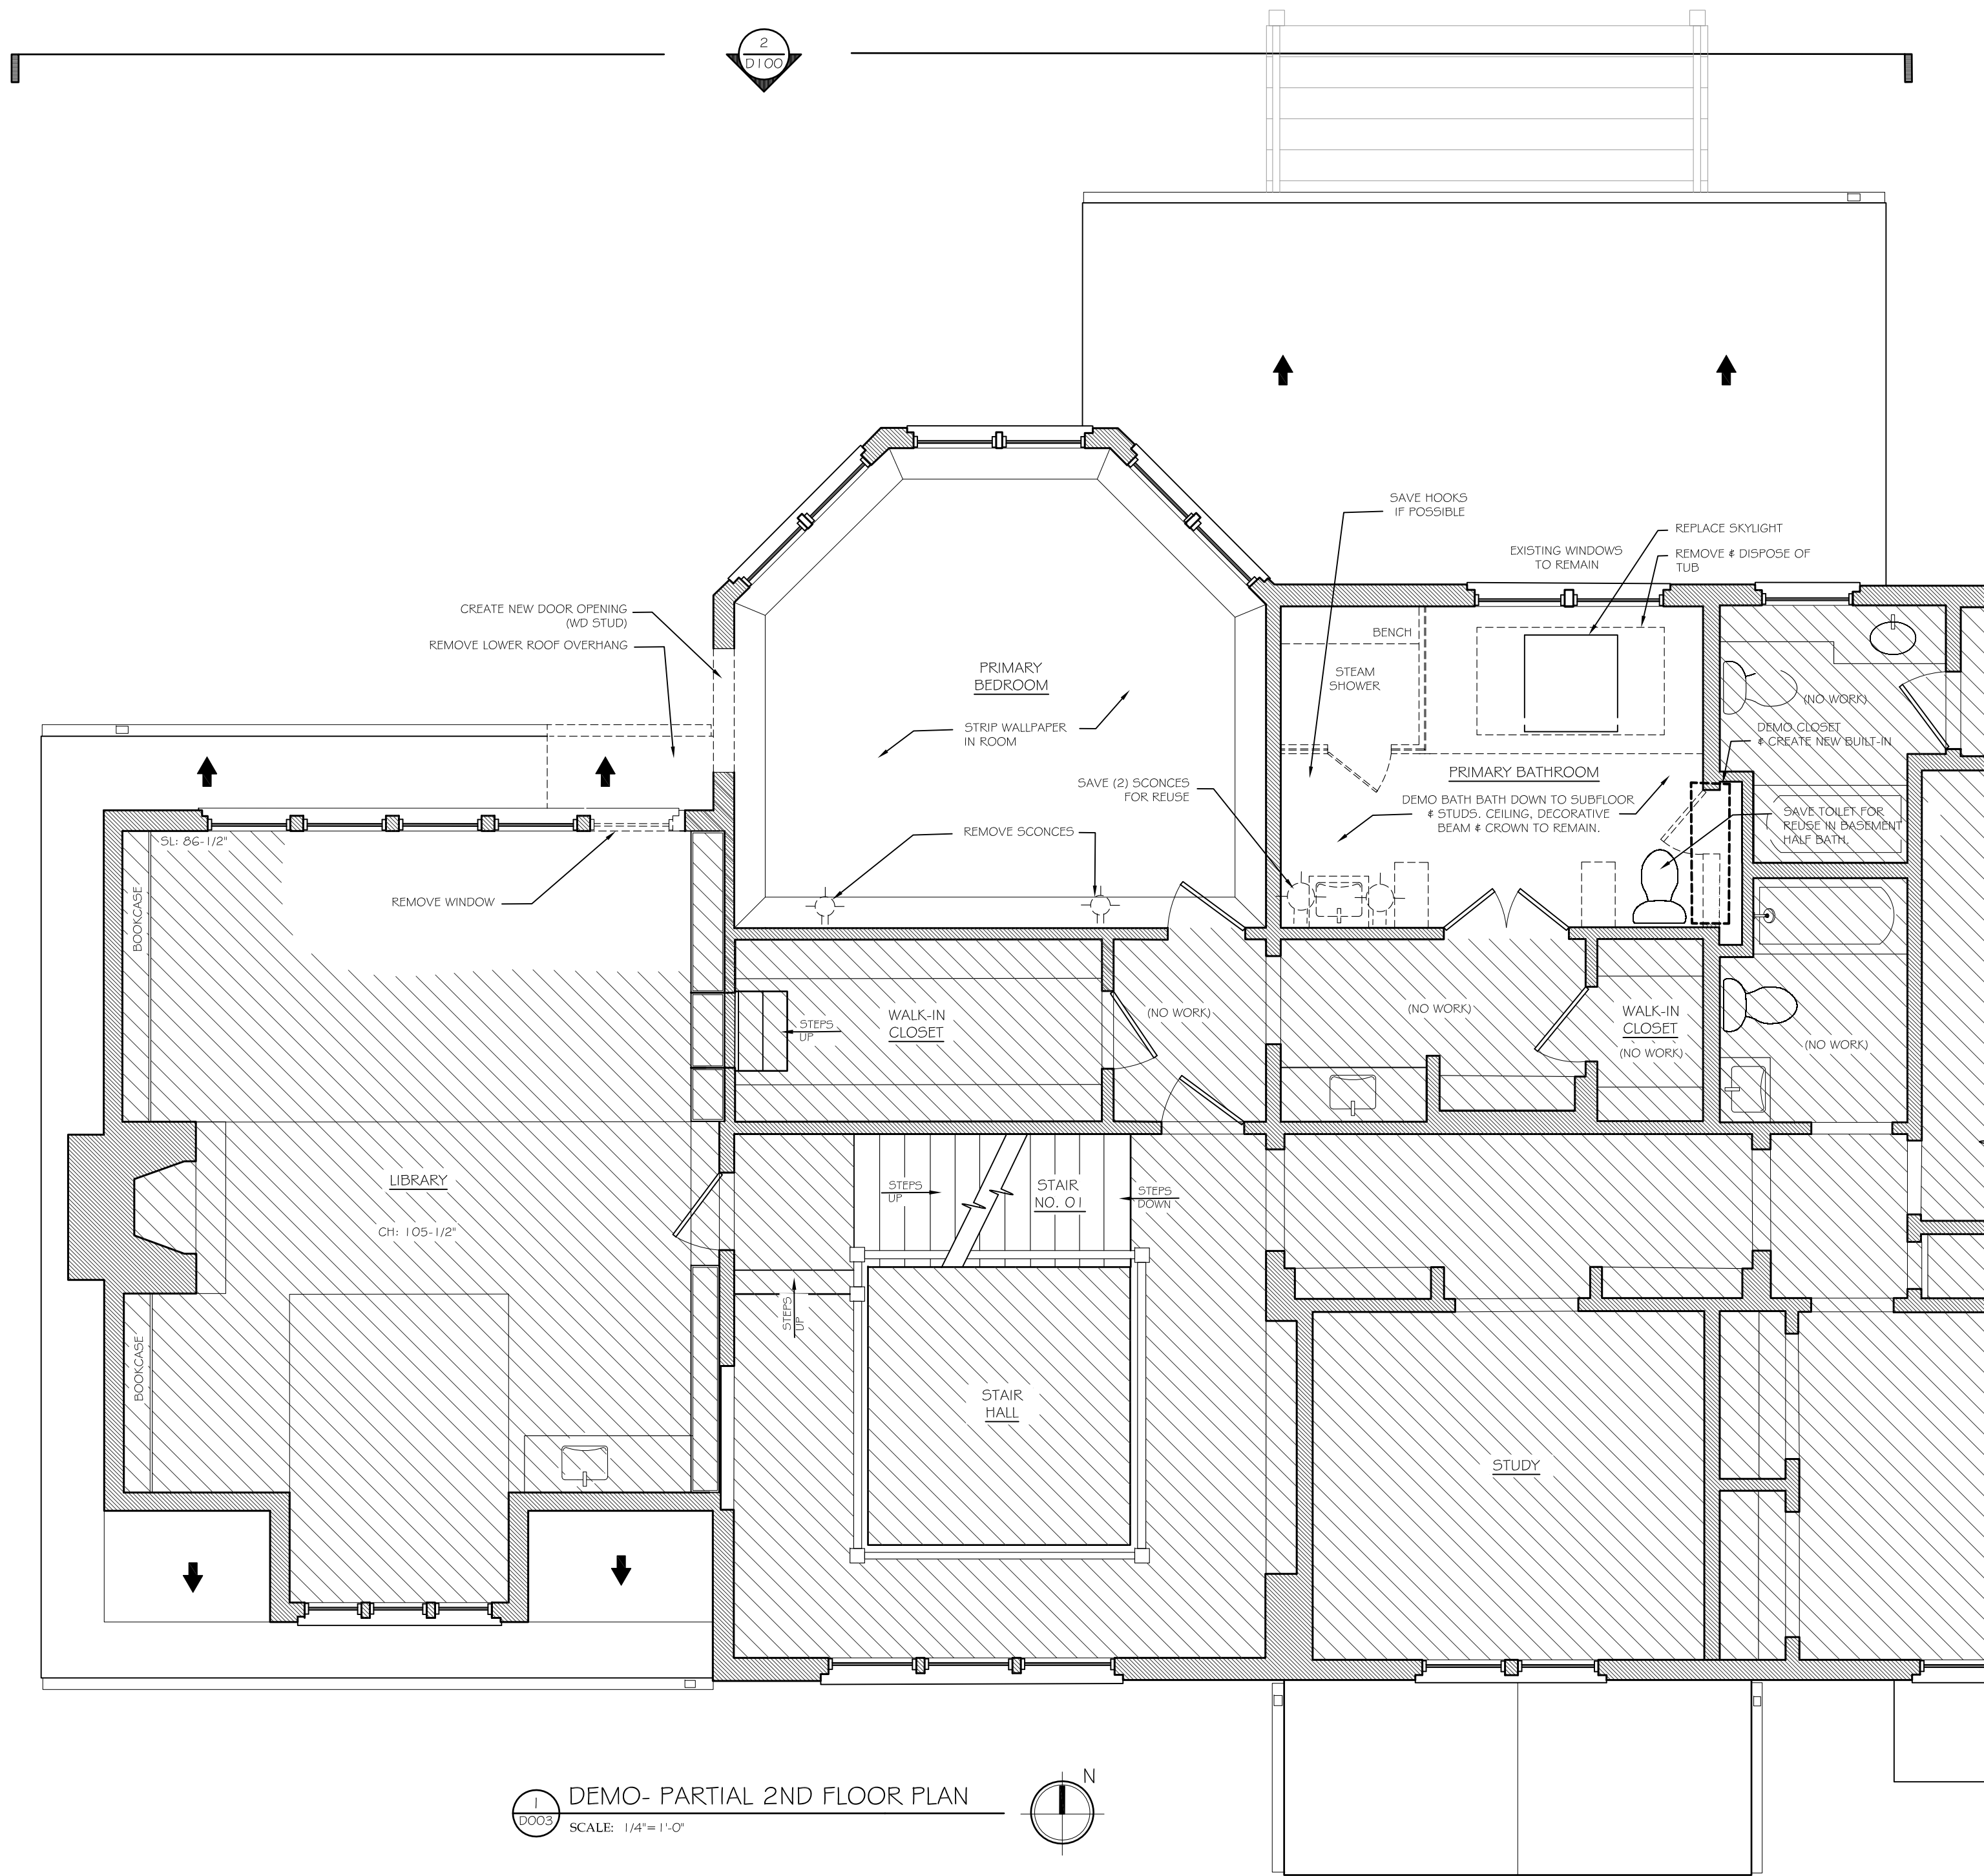 2
D100
SAVE HOOKS
IF POSSIBLE
REPLACE SKYLIGHT
EXISTING WINDOWS
TO REMAIN
REMOVE & DISPOSE OF
TUB
CREATE NEW DOOR OPENING
(WD STUD)
REMOVE LOWER ROOF OVERHANG
BENCH
STEAM
SHOWER
PRIMARY
BEDROOM
STRIP WALLPAPER
IN ROOM
(NO WORK)
DEMO CLOSET
& CREATE NEW BUILT-IN
PRIMARY BATHROOM
SAVE (2) SCONCES
FOR REUSE
DEMO BATH BATH DOWN TO SUBFLOOR
& STUDS. CEILING, DECORATIVE
BEAM & CROWN TO REMAIN.
SAVE TOILET FOR
REUSE IN BASEMENT
HALF BATH.
REMOVE SCONCES
SL: 86-1/2"
BOOKCASE
REMOVE WINDOW
STEPS
UP
WALK-IN
CLOSET
(NO WORK)
(NO WORK)
WALK-IN
CLOSET
(NO WORK)
(NO WORK)
LIBRARY
CH: 105-1/2"
STEPS
UP
STAIR
NO. 01
STEPS
DOWN
STEPS
UP
BOOKCASE
STAIR
HALL
STUDY
N
1
D003
DEMO- PARTIAL 2ND FLOOR PLAN
SCALE: 1/4"=1'-0"